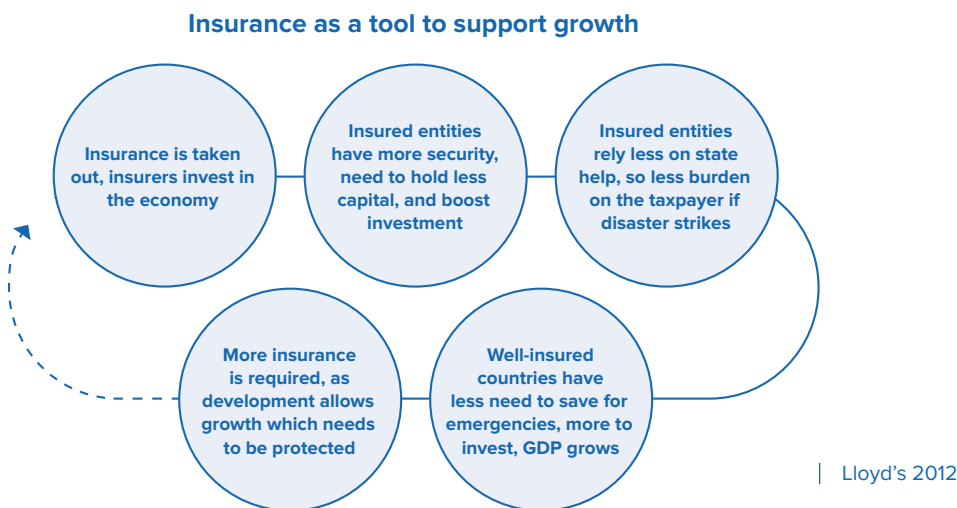 Insurance as a tool to support growth
Insurance is taken
out, insurers invest in
the economy
Insured entities
have more security,
need to hold less
capital, and boost
investment
Insured entities
rely less on state
help, so less burden
on the taxpayer if
disaster strikes
More insurance
is required, as
development allows
growth which needs
to be protected
Well-insured
countries have
less need to save for
emergencies, more to
invest, GDP grows
Lloyd’s 2012